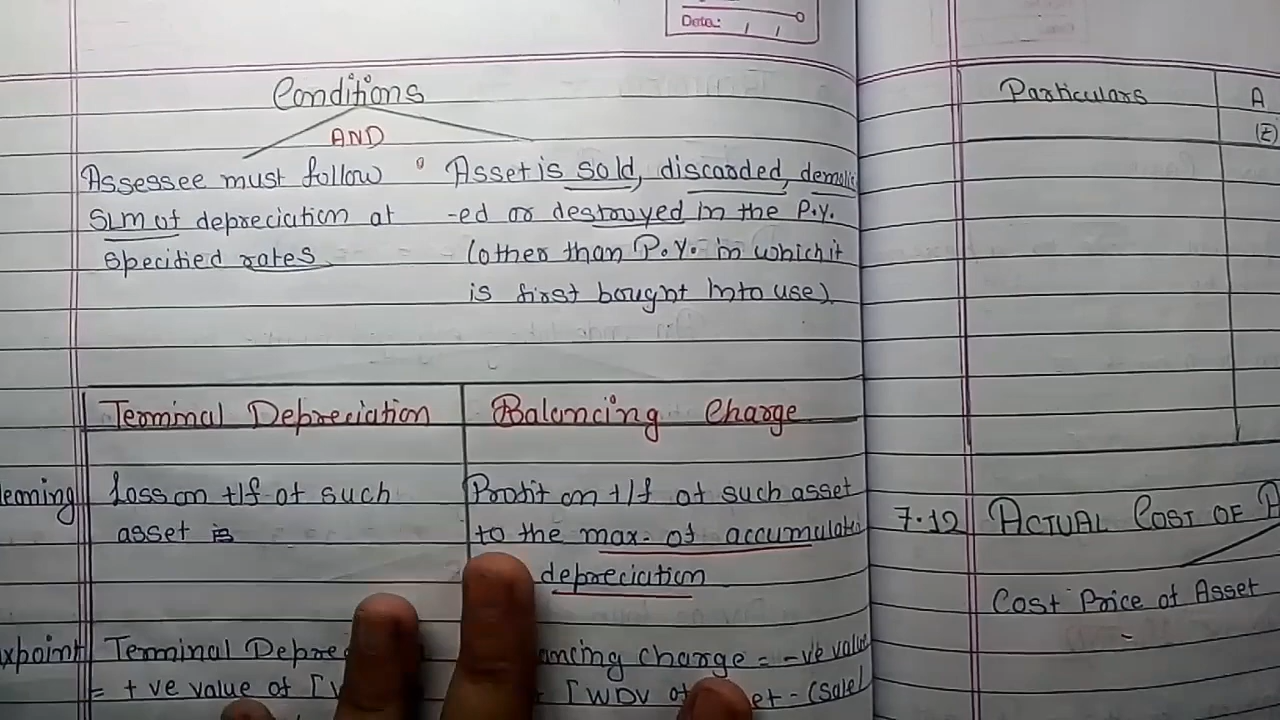 Data: / /
Conditions
AND
Assessee must follow
SLM of depreciation at
specified rates
Asset is sold, discarded, demolis
-ed or destroyed in the P.Y.
(other than P.Y. in which it
is first bought into use).
Terminal Depreciation
Balancing Charge
Loss on t/f of such
asset
Profit on t/f of such asset
to the max. of accumulated
depreciation
Terminal
= +ve value of
charge = -ve value
[WDV of
- (Sale)
Particulars
A
(₹)
7.12 ACTUAL COST OF A
Cost Price of Asset